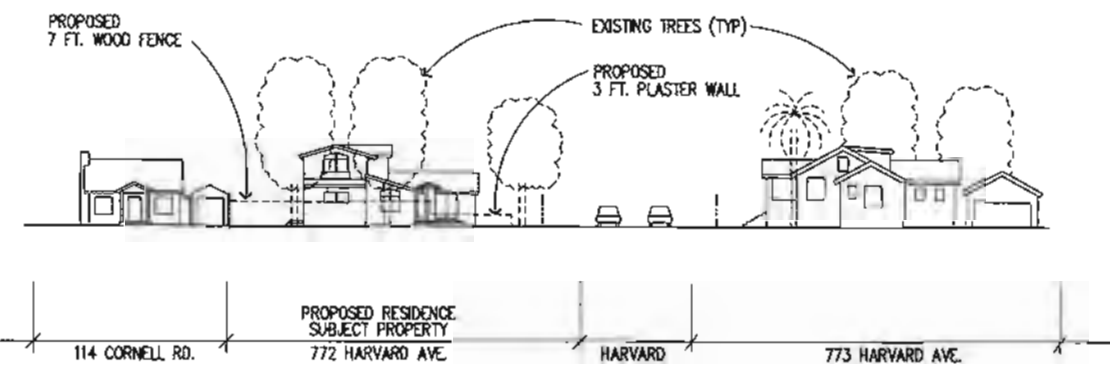 PROPOSED
7 FT. WOOD FENCE
EXISTING TREES (TYP)
PROPOSED
3 FT. PLASTER WALL
PROPOSED RESIDENCE
SUBJECT PROPERTY
114 CORNELL RD.
772 HARVARD AVE.
HARVARD
773 HARVARD AVE.